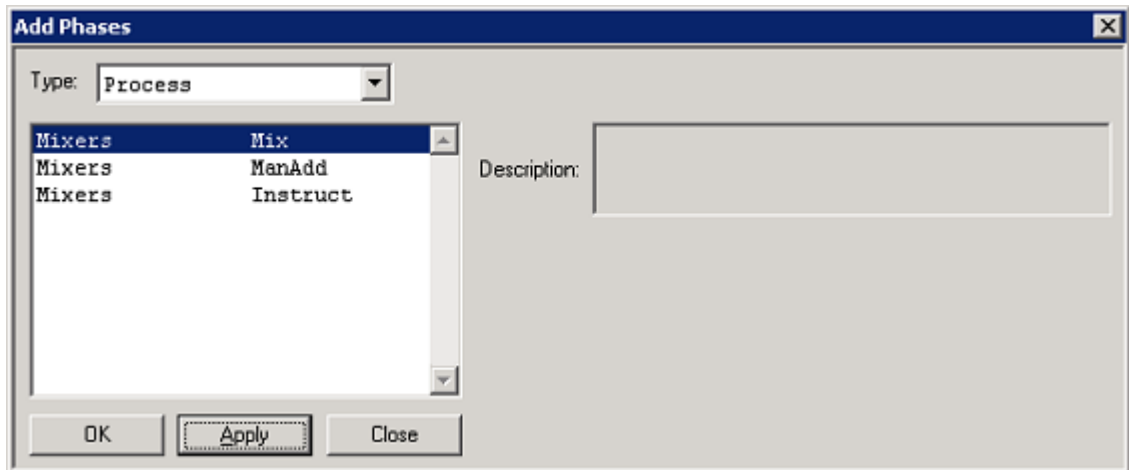 Add Phases
Type: Process
Mixers Mix
Mixers ManAdd
Mixers Instruct
Description:
OK Apply Close